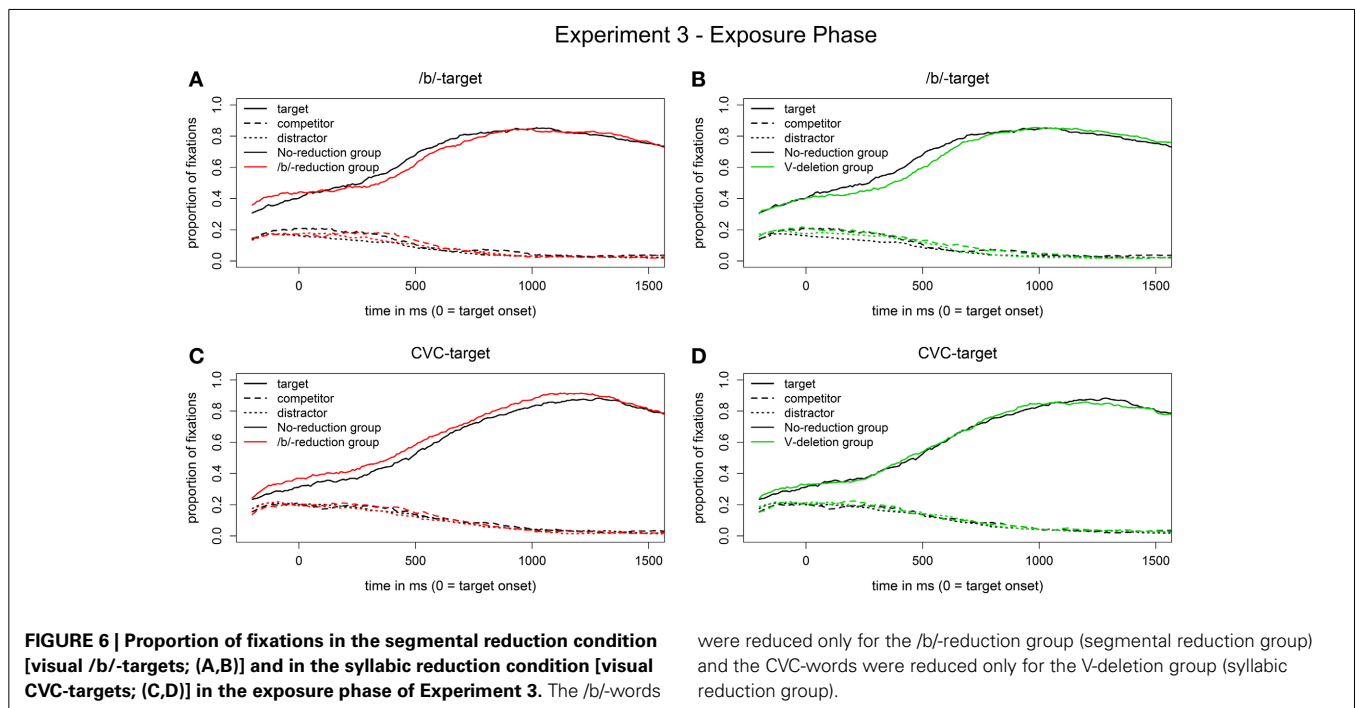 Experiment 3 - Exposure Phase
A
/b/-target
proportion of fixations
0.0 0.2 0.4 0.6 0.8 1.0
target
competitor
distractor
No-reduction group
/b/-reduction group
0 500 1000 1500
time in ms (0 = target onset)
B
/b/-target
proportion of fixations
0.0 0.2 0.4 0.6 0.8 1.0
target
competitor
distractor
No-reduction group
V-deletion group
0 500 1000 1500
time in ms (0 = target onset)
C
CVC-target
proportion of fixations
0.0 0.2 0.4 0.6 0.8 1.0
target
competitor
distractor
No-reduction group
/b/-reduction group
0 500 1000 1500
time in ms (0 = target onset)
D
CVC-target
proportion of fixations
0.0 0.2 0.4 0.6 0.8 1.0
target
competitor
distractor
No-reduction group
V-deletion group
0 500 1000 1500
time in ms (0 = target onset)
FIGURE 6 | Proportion of fixations in the segmental reduction condition
[visual /b/-targets; (A,B)] and in the syllabic reduction condition [visual
CVC-targets; (C,D)] in the exposure phase of Experiment 3. The /b/-words
were reduced only for the /b/-reduction group (segmental reduction group)
and the CVC-words were reduced only for the V-deletion group (syllabic
reduction group).